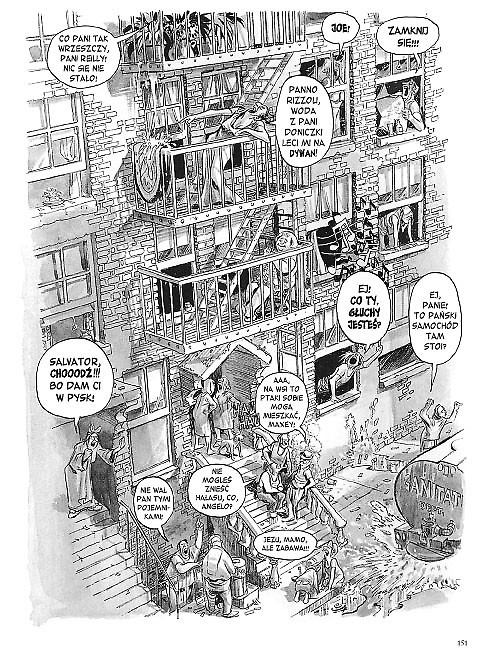 CO PANI TAK
WRZESZCZY,
PANI REILLY?
NIC SIĘ NIE
STAŁO!
JOE!
ZAMKNIJ
SIĘ!!!
PANNO
RIZZOU,
WODA
Z PANI
DONICZKI
LECI MI NA
DYWAN!
EJ!
CO TY,
GŁUCHY
JESTEŚ?
EJ,
PANIE!
TO PAŃSKI
SAMOCHÓD
TAM
STOI?
SALVATOR,
CHOOODŹ!!!
BO DAM CI
W PYSK!
AAA,
NA WSI TO
PTAKI SOBIE
MOGĄ
MIESZKAĆ,
MAXEY!
NIE WAL
PAN TYMI
POJEMNI-
KAMI!
NIE
MOGŁEŚ
ZNIEŚĆ
HAŁASU, CO,
ANGELO?
JEZU, MAMO,
ALE ZABAWA!!!
SANITAT
151